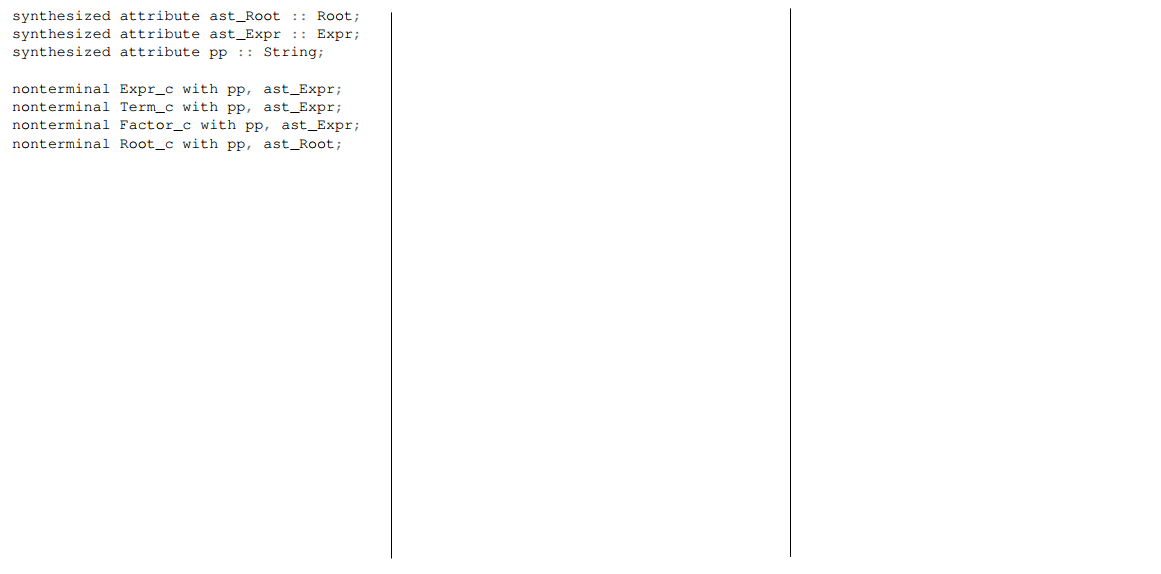 synthesized attribute ast_Root :: Root;
synthesized attribute ast_Expr :: Expr;
synthesized attribute pp :: String;
nonterminal Expr_c with pp, ast_Expr;
nonterminal Term_c with pp, ast_Expr;
nonterminal Factor_c with pp, ast_Expr;
nonterminal Root_c with pp, ast_Root;